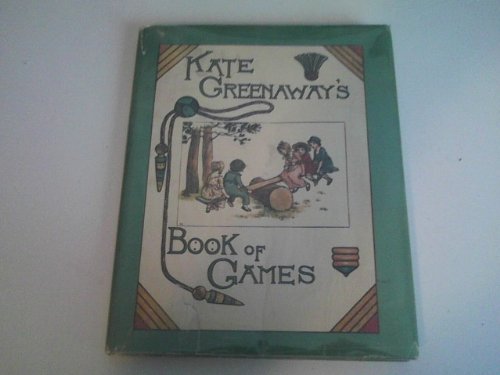 KATE
GREENAWAY'S
BOOK OF
GAMES